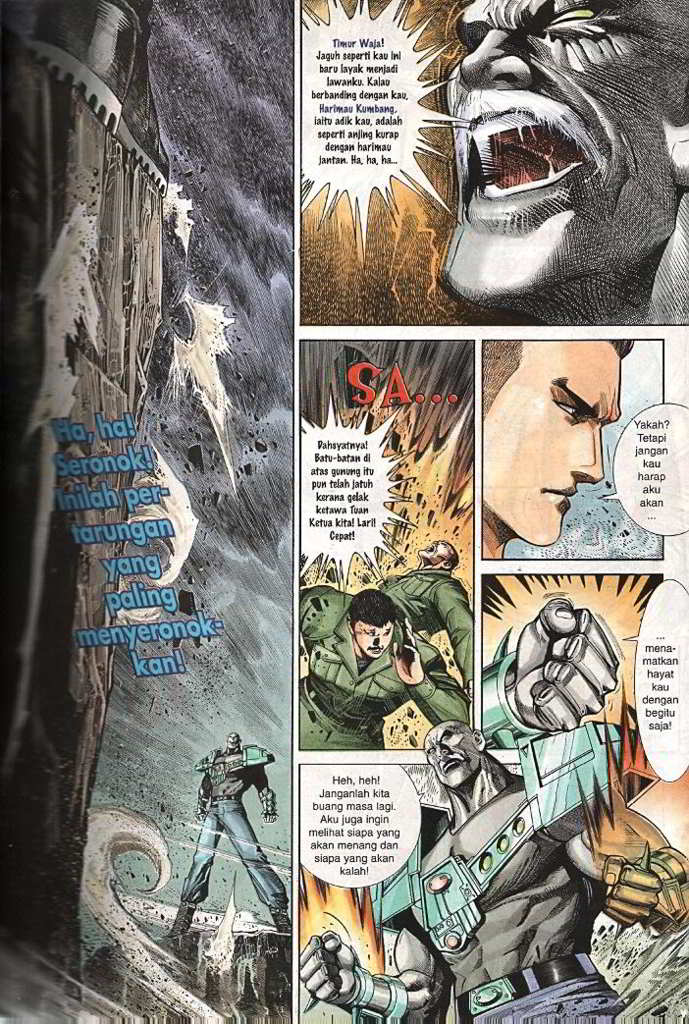 Ha, ha!
Seronok!
Inilah per-
tarungan
yang
paling
menyeronok-
kan!
Timur Waja!
Jaguh seperti kau ini
baru layak menjadi
lawanku. Kalau
berbanding dengan kau,
Harimau Kumbang,
iaitu adik kau, adalah
seperti anjing kurap
dengan harimau
jantan. Ha, ha, ha...
SA...
Dahsyatnya!
Batu-batan di
atas gunung itu
pun telah jatuh
kerana gelak
ketawa Tuan
Ketua kita! Lari!
Cepat!
Yakah?
Tetapi
jangan
kau
harap
aku
akan
...
...
mena-
matkan
hayat
kau
dengan
begitu
saja!
Heh, heh!
Janganlah kita
buang masa lagi.
Aku juga ingin
melihat siapa yang
akan menang dan
siapa yang akan
kalah!